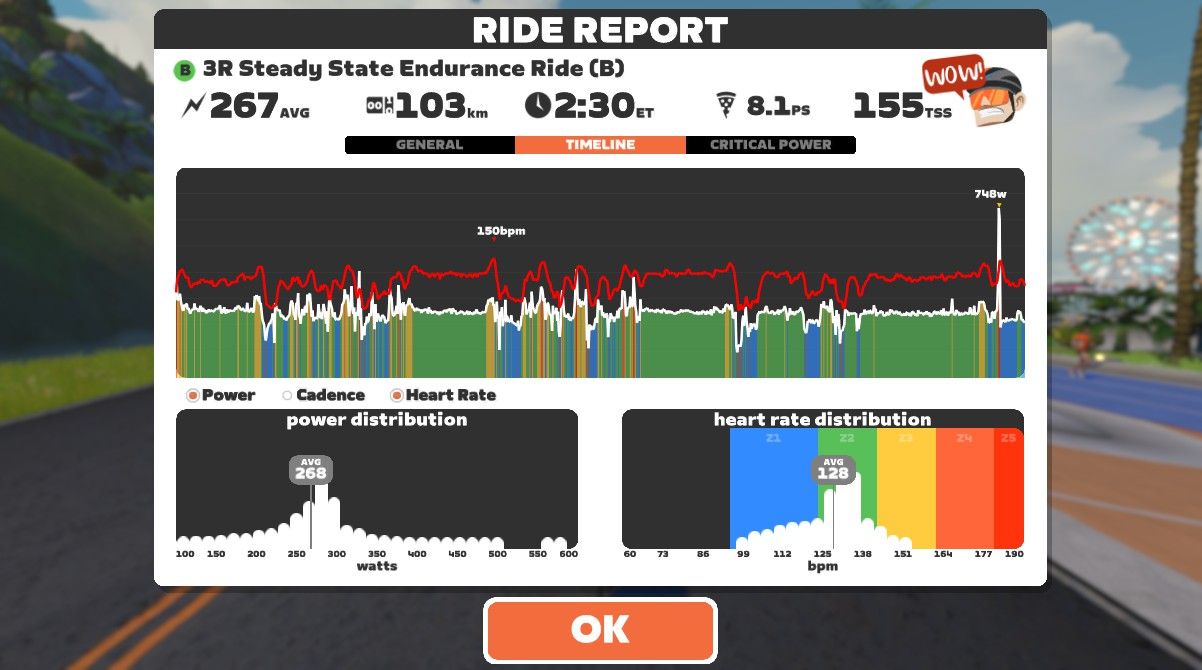 RIDE REPORT
B 3R Steady State Endurance Ride (B)
WOW!
267AVG 103km 2:30ET 8.1PS 155TSS
GENERAL TIMELINE CRITICAL POWER
748w
150bpm
Power Cadence Heart Rate
power distribution
AVG
268
100 150 200 250 300 350 400 450 500 550 600
watts
heart rate distribution
Z1 Z2 Z3 Z4 Z5
AVG
128
60 73 86 99 112 125 138 151 164 177 190
bpm
OK